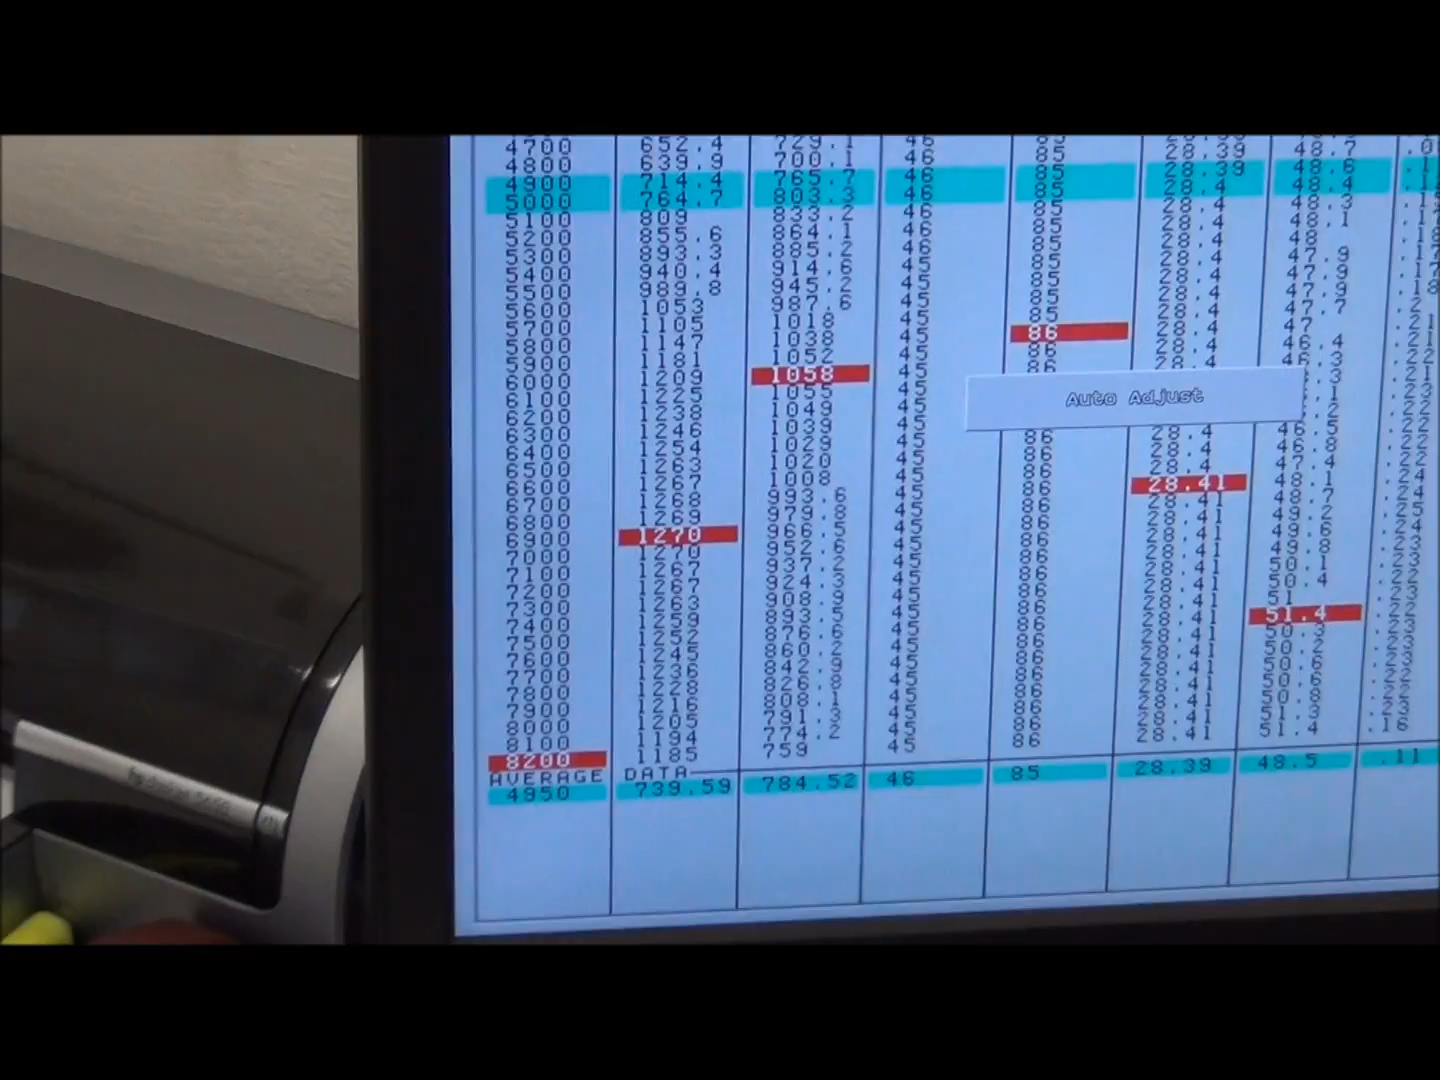 4700 652.4 729.1 46 85 28.39
4800 639.9 700.1 46 85 28.39 48.7
4900 714.4 765.7 46 85 28.39 48.6
5000 764.7 803.3 46 85 28.4 48.4
5100 809 833.2 46 85 28.4 48.3
5200 855.6 864.1 46 85 28.4 48.1
5300 893.3 885.2 46 85 28.4 48
5400 940.4 914.6 45 85 28.4 47.9
5500 989.8 945.2 45 85 28.4 47.9
5600 1053 987.6 45 85 28.4 47.9
5700 1105 1018 45 85 28.4 47.7
5800 1147 1038 45 86 28.4 47
5900 1181 1052 45 86 28.4 46.4
6000 1209 1058 45 86 28.4 46.3
6100 1225 1055 45
Auto Adjust
6200 1238 1049 45
6300 1246 1039 45
6400 1254 1029 45 86 28.4 46.5
6500 1263 1020 45 86 28.4 46.8
6600 1267 1008 45 86 28.4 47.4
6700 1268 993.6 45 86 28.41 48.1
6800 1269 979.8 45 86 28.41 48.7
6900 1270 966.5 45 86 28.41 49.2
7000 1270 952.6 45 86 28.41 49.6
7100 1267 937.2 45 86 28.41 49.8
7200 1267 924.3 45 86 28.41 50.1
7300 1263 908.9 45 86 28.41 50.4
7400 1259 893.5 45 86 28.41 51
7500 1252 876.6 45 86 28.41 51.4
7600 1245 860.2 45 86 28.41 50.3
7700 1236 842.9 45 86 28.41 50.2
7800 1228 826.8 45 86 28.41 50.6
7900 1216 808.1 45 86 28.41 50.6
8000 1205 791.3 45 86 28.41 50.8
8100 1194 774.2 45 86 28.41 51.3
8200 1185 759 45 86 28.41 51.4 .16
AVERAGE DATA
4950 739.59 784.52 46 85 28.39 48.5 .11